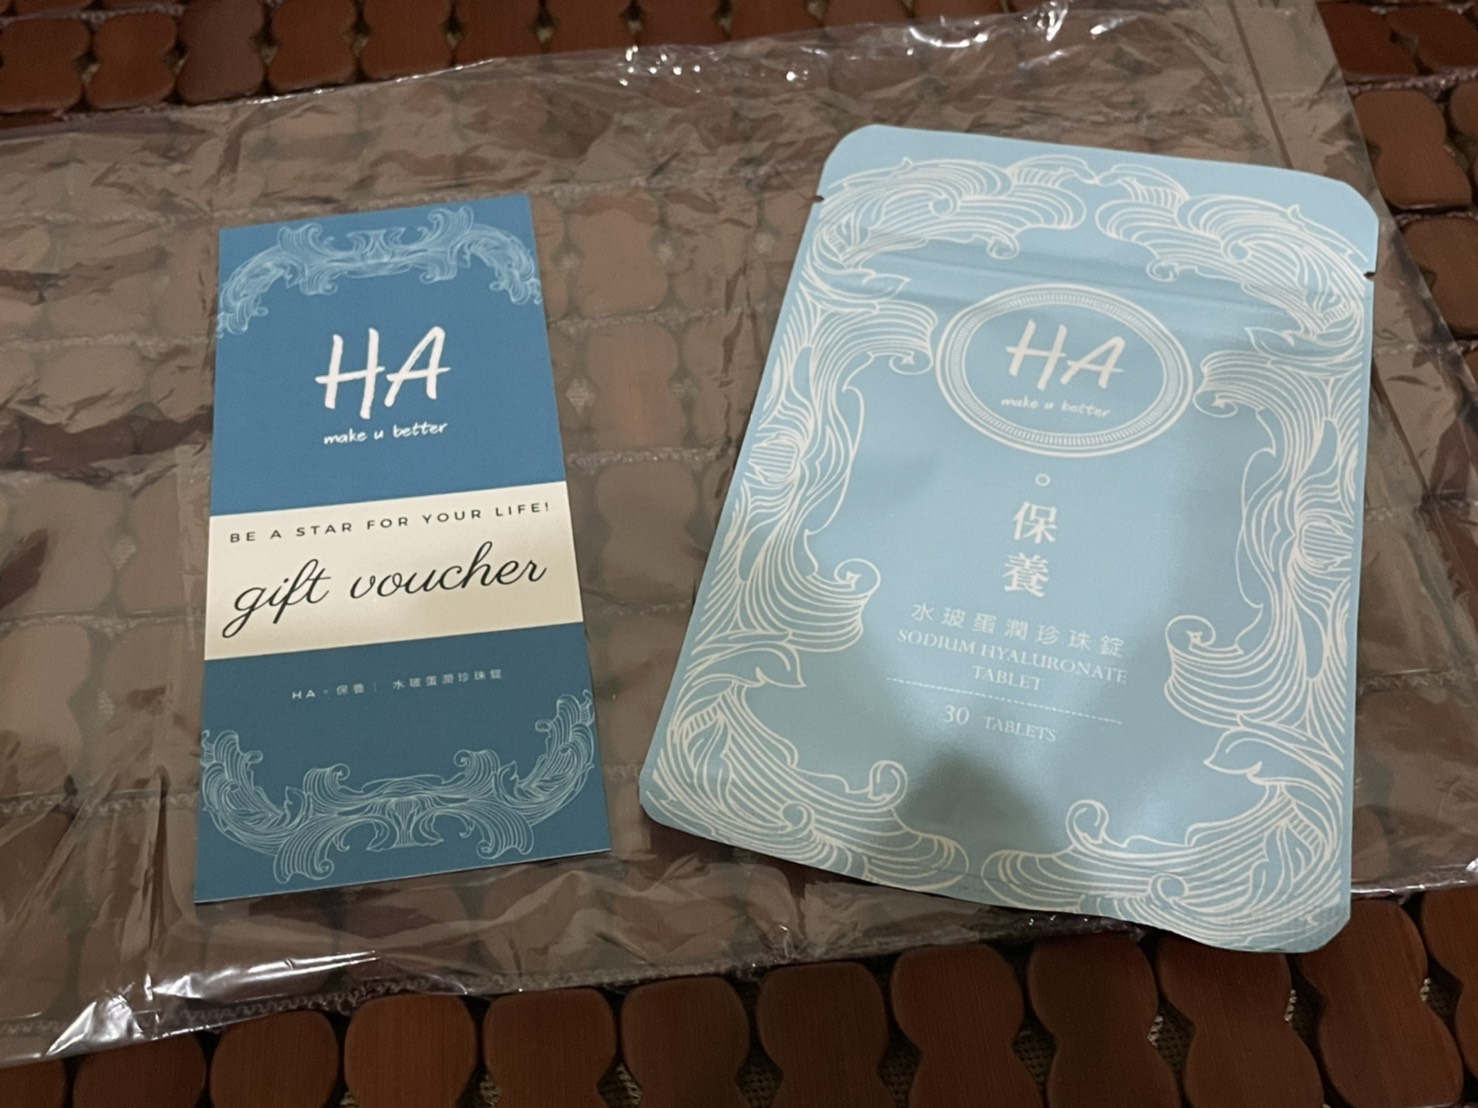 HA
make u better
BE A STAR FOR YOUR LIFE!
gift voucher
HA。保養｜水玻蛋潤珍珠錠
HA
make u better
。
保
養
水玻蛋潤珍珠錠
SODIUM HYALURONATE
TABLET
30 TABLETS